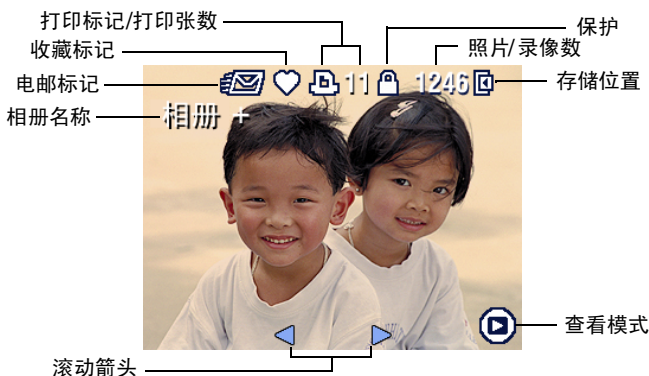 打印标记/打印张数
保护
收藏标记
照片/录像数
电邮标记
11
1246
存储位置
相册名称
相册 +
查看模式
滚动箭头